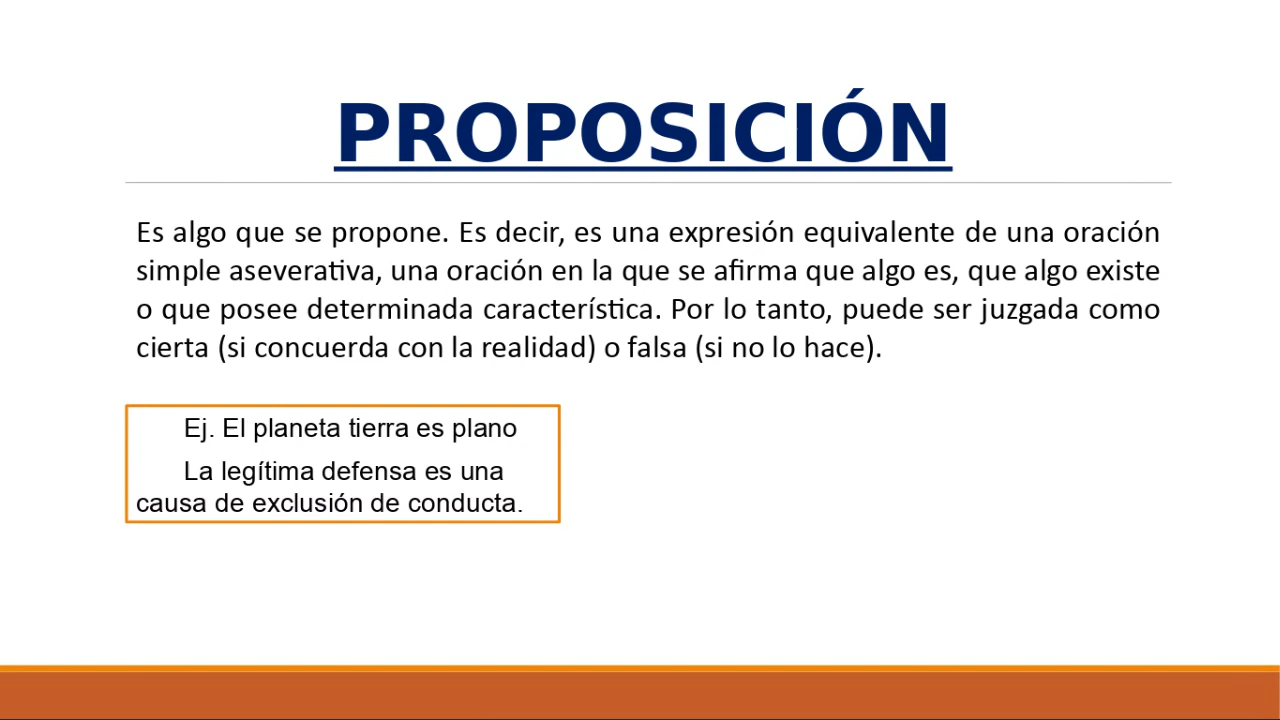 PROPOSICIÓN
Es algo que se propone. Es decir, es una expresión equivalente de una oración
simple aseverativa, una oración en la que se afirma que algo es, que algo existe
o que posee determinada característica. Por lo tanto, puede ser juzgada como
cierta (si concuerda con la realidad) o falsa (si no lo hace).
Ej. El planeta tierra es plano
La legítima defensa es una
causa de exclusión de conducta.